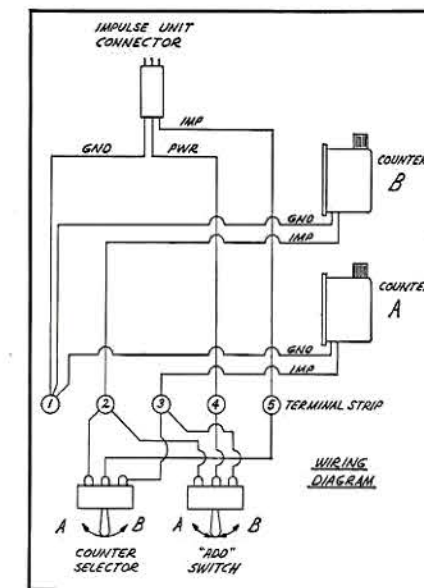 IMPULSE UNIT
CONNECTOR
IMP
GND
PWR
COUNTER
B
GND
IMP
COUNTER
A
GND
IMP
1
2
3
4
5
TERMINAL STRIP
WIRING
DIAGRAM
A
B
A
B
COUNTER
SELECTOR
"ADD"
SWITCH